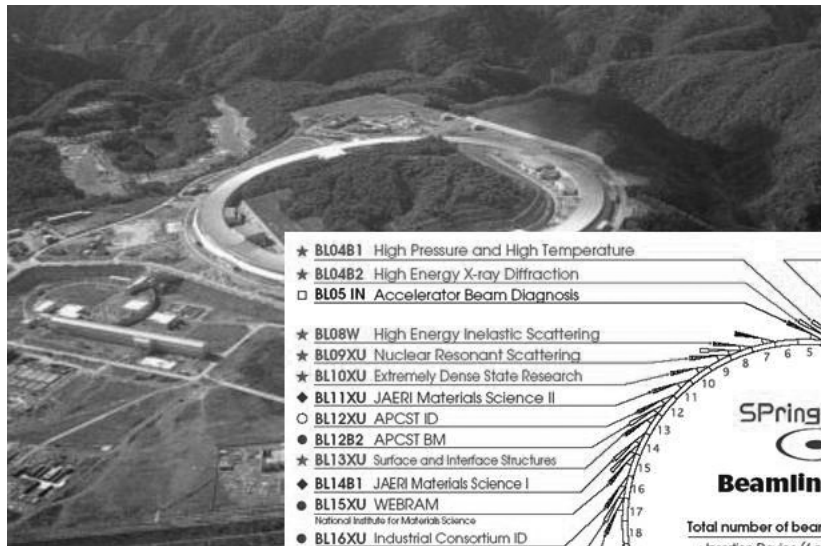 ★ BL04B1 High Pressure and High Temperature
★ BL04B2 High Energy X-ray Diffraction
□ BL05 IN Accelerator Beam Diagnosis
★ BL08W High Energy Inelastic Scattering
★ BL09XU Nuclear Resonant Scattering
★ BL10XU Extremely Dense State Research
◆ BL11XU JAERI Materials Science II
○ BL12XU APCST ID
● BL12B2 APCST BM
★ BL13XU Surface and Interface Structures
◆ BL14B1 JAERI Materials Science I
● BL15XU WEBRAM
National Institute for Materials Science
● BL16XU Industrial Consortium ID
5
6
7
8
9
10
11
12
13
14
15
16
17
18
SPring
Beamlin
Total number of bear